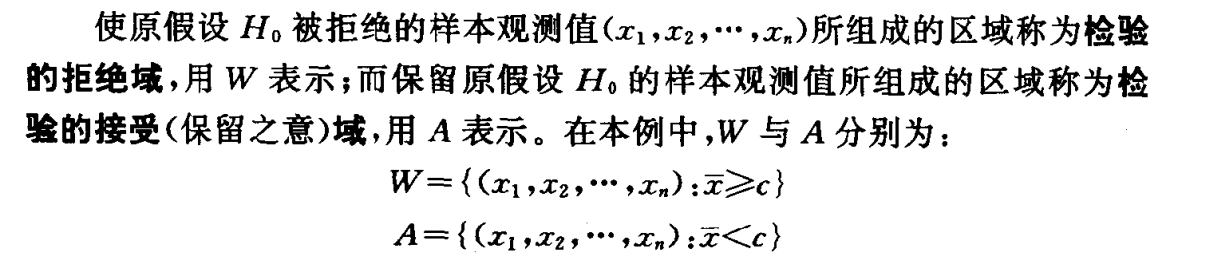 使原假设 H₀ 被拒绝的样本观测值(x₁,x₂,…,xₙ)所组成的区域称为检验
的拒绝域,用 W 表示;而保留原假设 H₀ 的样本观测值所组成的区域称为检
验的接受(保留之意)域,用 A 表示。在本例中,W 与 A 分别为:
W={(x₁,x₂,…,xₙ):x̄≥c}
A={(x₁,x₂,…,xₙ):x̄<c}